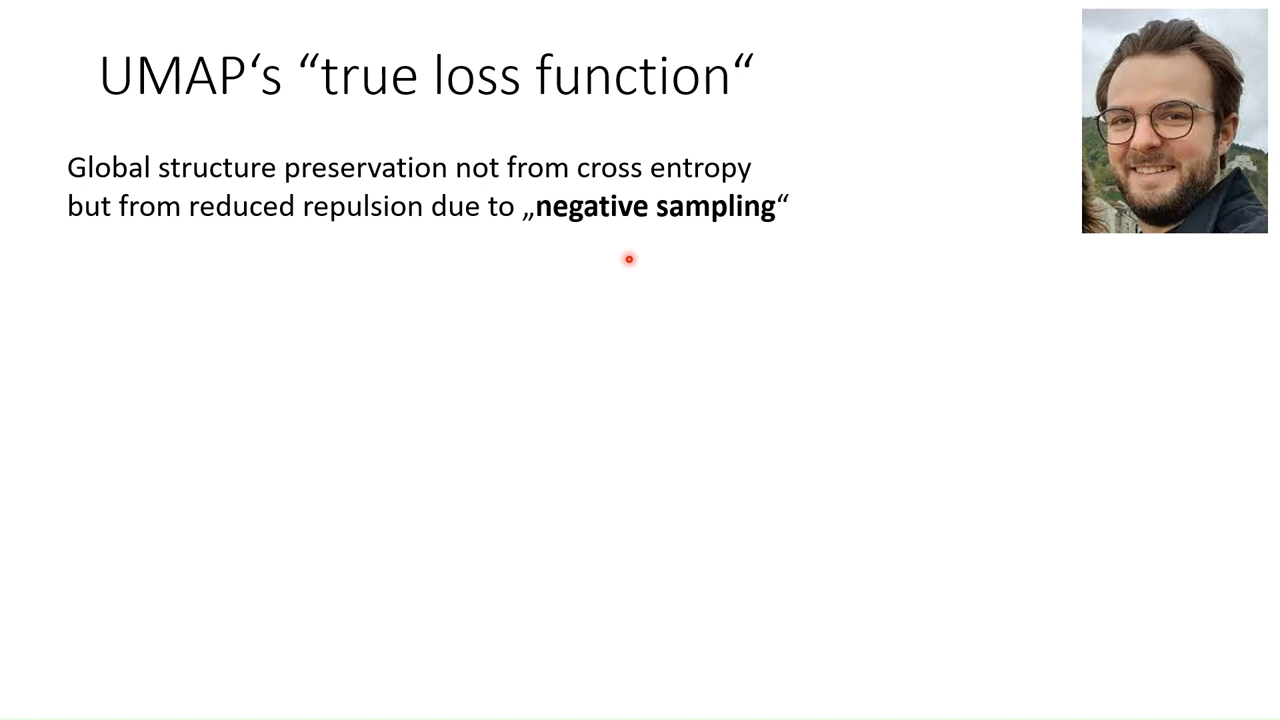 UMAP‘s “true loss function“
Global structure preservation not from cross entropy
but from reduced repulsion due to „negative sampling“